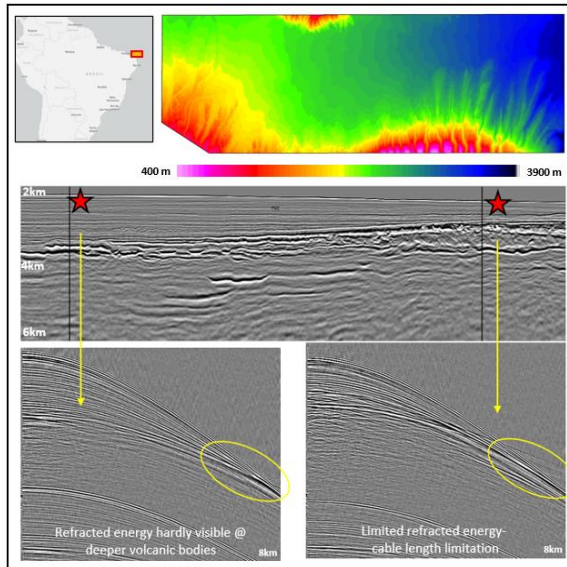 BRAZIL
400 m
3900 m
2km
4km
6km
Refracted energy hardly visible @
deeper volcanic bodies
8km
Limited refracted energy-
cable length limitation
8km